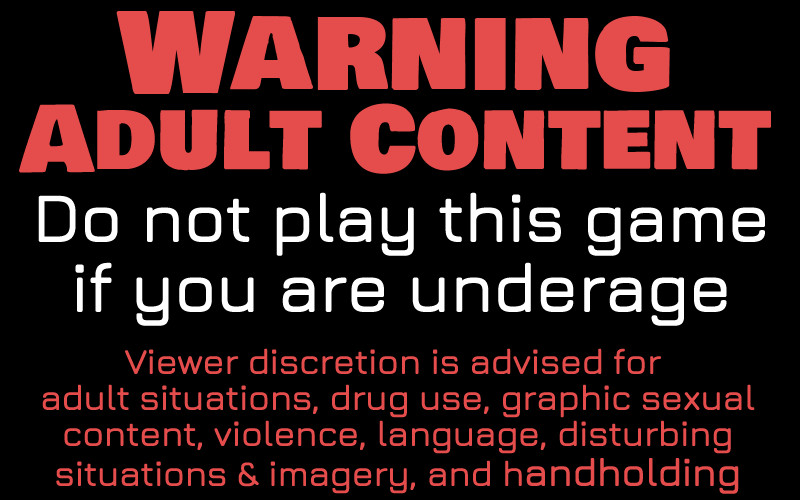 WARNING
ADULT CONTENT
Do not play this game
if you are underage
Viewer discretion is advised for
adult situations, drug use, graphic sexual
content, violence, language, disturbing
situations & imagery, and handholding